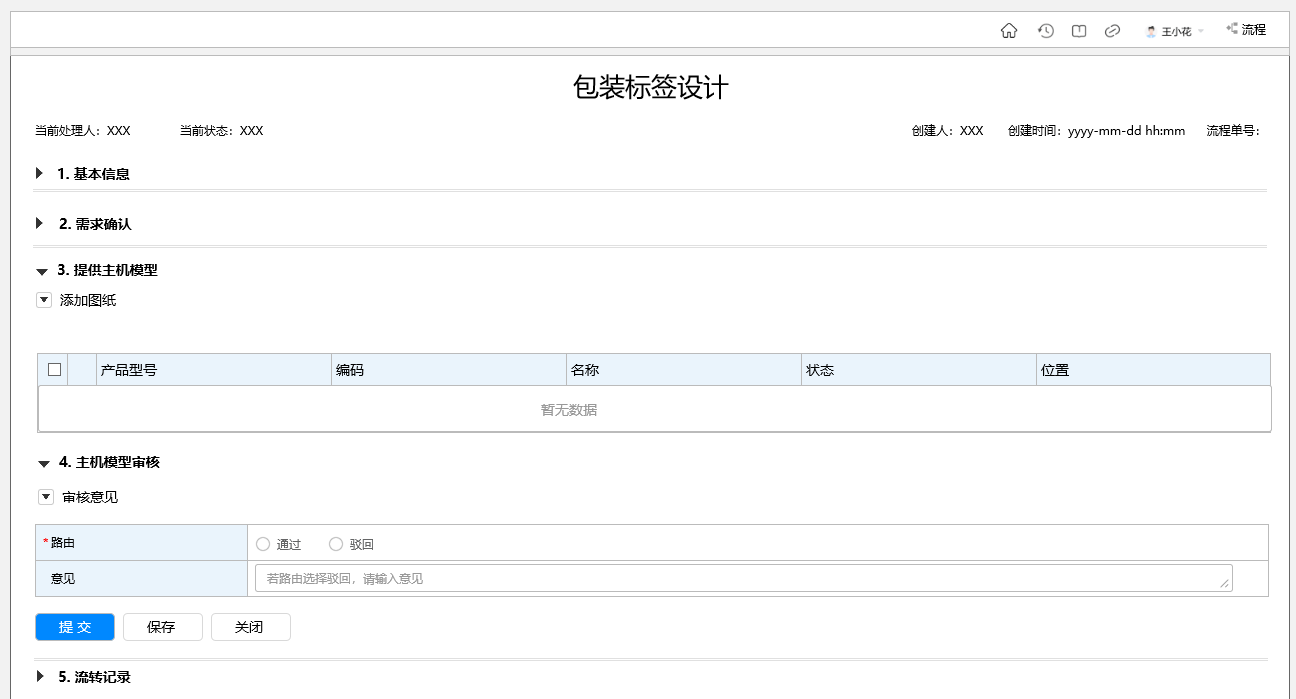 王小花 流程
包装标签设计
当前处理人：XXX 当前状态：XXX 创建人：XXX 创建时间：yyyy-mm-dd hh:mm 流程单号：
1. 基本信息
2. 需求确认
3. 提供主机模型
添加图纸
产品型号 编码 名称 状态 位置
暂无数据
4. 主机模型审核
审核意见
*路由 通过 驳回
意见 若路由选择驳回，请输入意见
提 交 保存 关闭
5. 流转记录